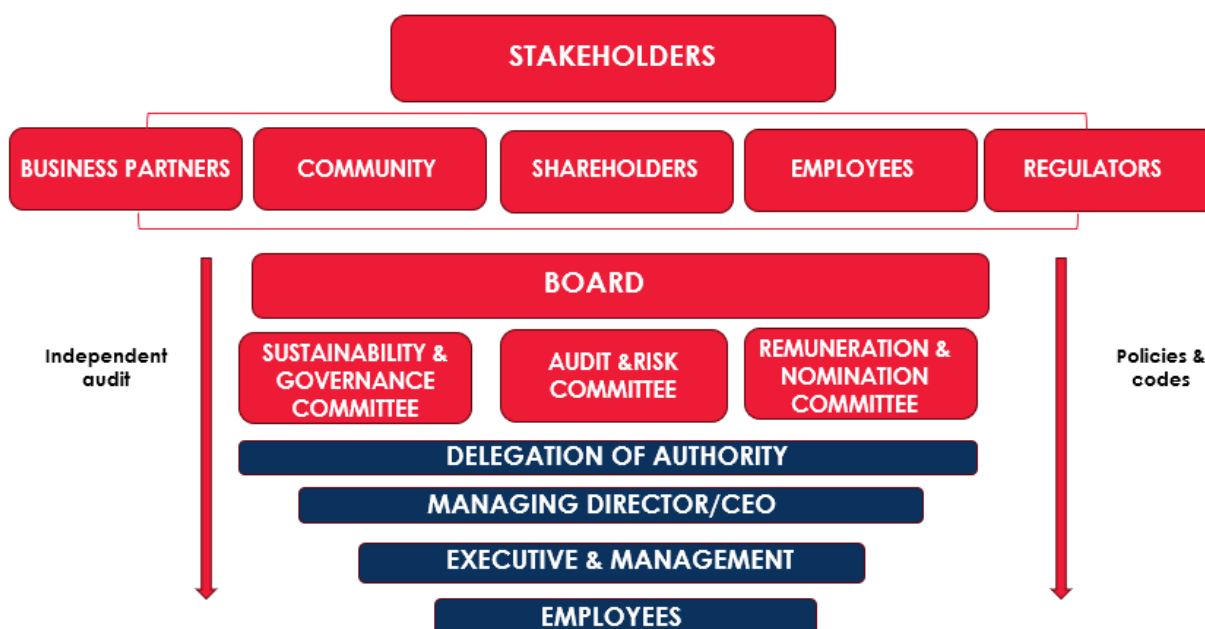 STAKEHOLDERS
BUSINESS PARTNERS
COMMUNITY
SHAREHOLDERS
EMPLOYEES
REGULATORS
BOARD
Independent
audit
SUSTAINABILITY &
GOVERNANCE
COMMITTEE
AUDIT &RISK
COMMITTEE
REMUNERATION &
NOMINATION
COMMITTEE
Policies &
codes
DELEGATION OF AUTHORITY
MANAGING DIRECTOR/CEO
EXECUTIVE & MANAGEMENT
EMPLOYEES